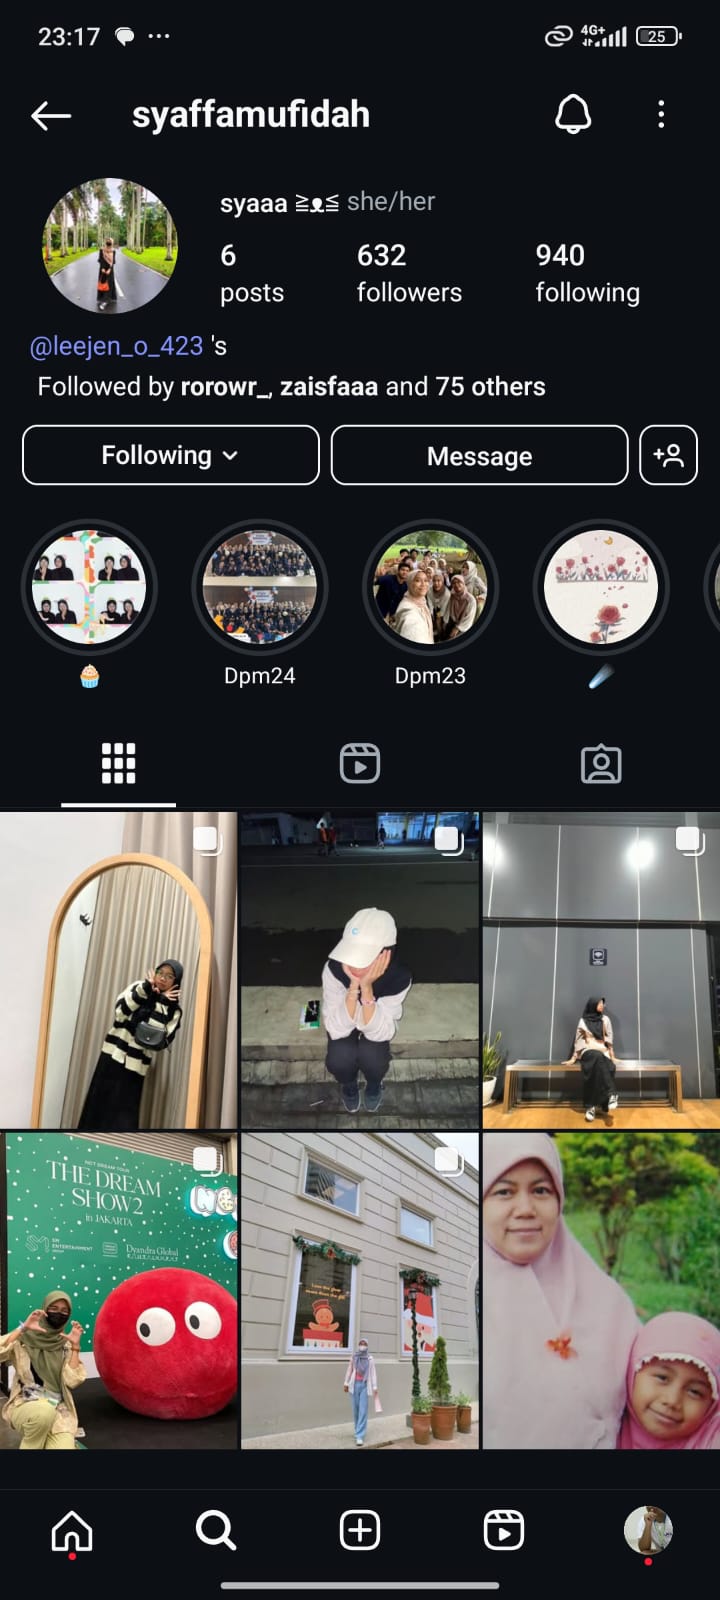 23:17
4G+
25
syaffamufidah
syaaa ≧ᴥ≦ she/her
6
632
940
posts
followers
following
@leejen_o_423 's
Followed by rorowr_, zaisfaaa and 75 others
Following
Message
🧁
Dpm24
Dpm23
☄️
NCT DREAM TOUR
THE DREAM
SHOW2
in JAKARTA
SM
ENTERTAINMENT
Dyandra Global